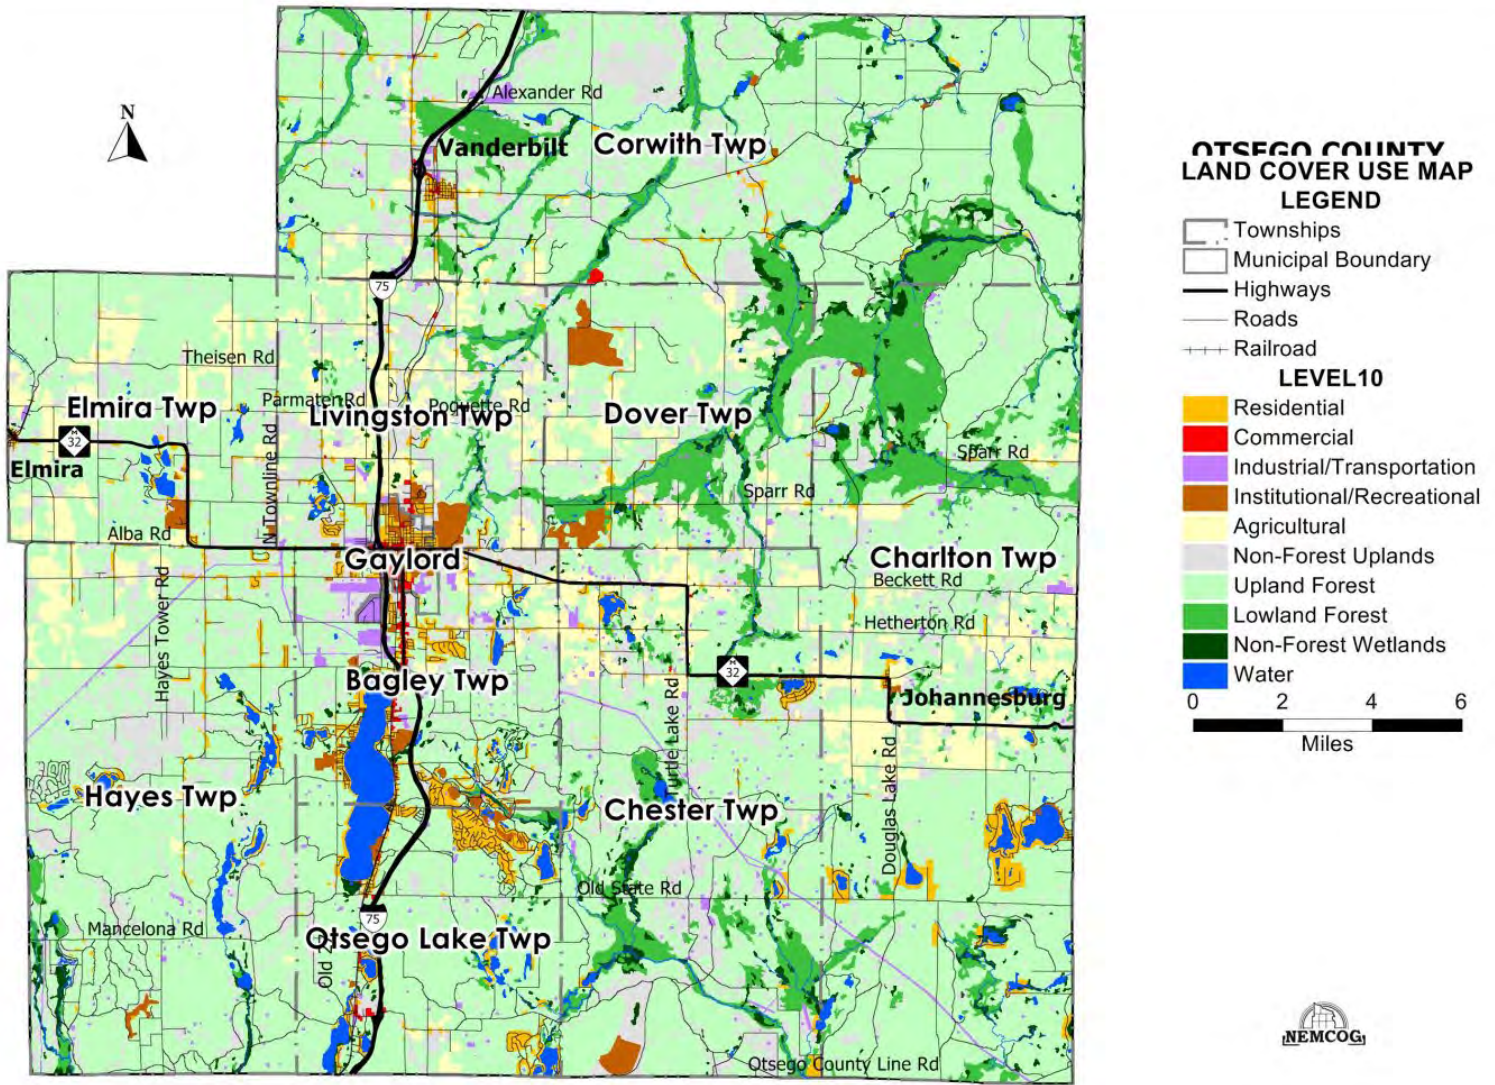 N
Alexander Rd
Vanderbilt
Corwith Twp
75
Theisen Rd
Parmater Rd
Poquette Rd
Elmira Twp
Livingston Twp
Dover Twp
M
32
Elmira
N Townline Rd
Sparr Rd
Sparr Rd
Alba Rd
Gaylord
Charlton Twp
Beckett Rd
Hayes Tower Rd
Hetherton Rd
M
32
Bagley Twp
Johannesburg
Turtle Lake Rd
Douglas Lake Rd
Hayes Twp
Chester Twp
Old State Rd
75
Mancelona Rd
Otsego Lake Twp
Old
Otsego County Line Rd
OTSEGO COUNTY
LAND COVER USE MAP
LEGEND
Townships
Municipal Boundary
Highways
Roads
Railroad
LEVEL10
Residential
Commercial
Industrial/Transportation
Institutional/Recreational
Agricultural
Non-Forest Uplands
Upland Forest
Lowland Forest
Non-Forest Wetlands
Water
0 2 4 6
Miles
NEMCOG